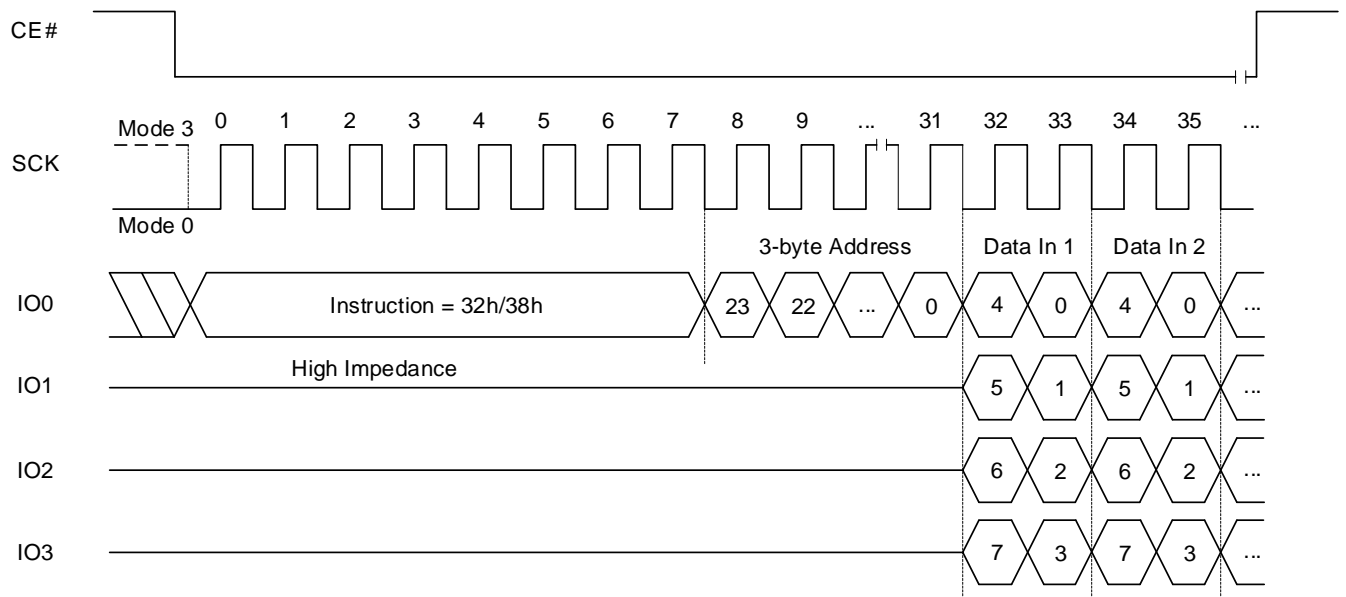 CE#
Mode 3 0 1 2 3 4 5 6 7 8 9 ... 31 32 33 34 35 ...
SCK
Mode 0
3-byte Address Data In 1 Data In 2
IO0 Instruction = 32h/38h 23 22 ... 0 4 0 4 0 ...
High Impedance
IO1 5 1 5 1 ...
IO2 6 2 6 2 ...
IO3 7 3 7 3 ...